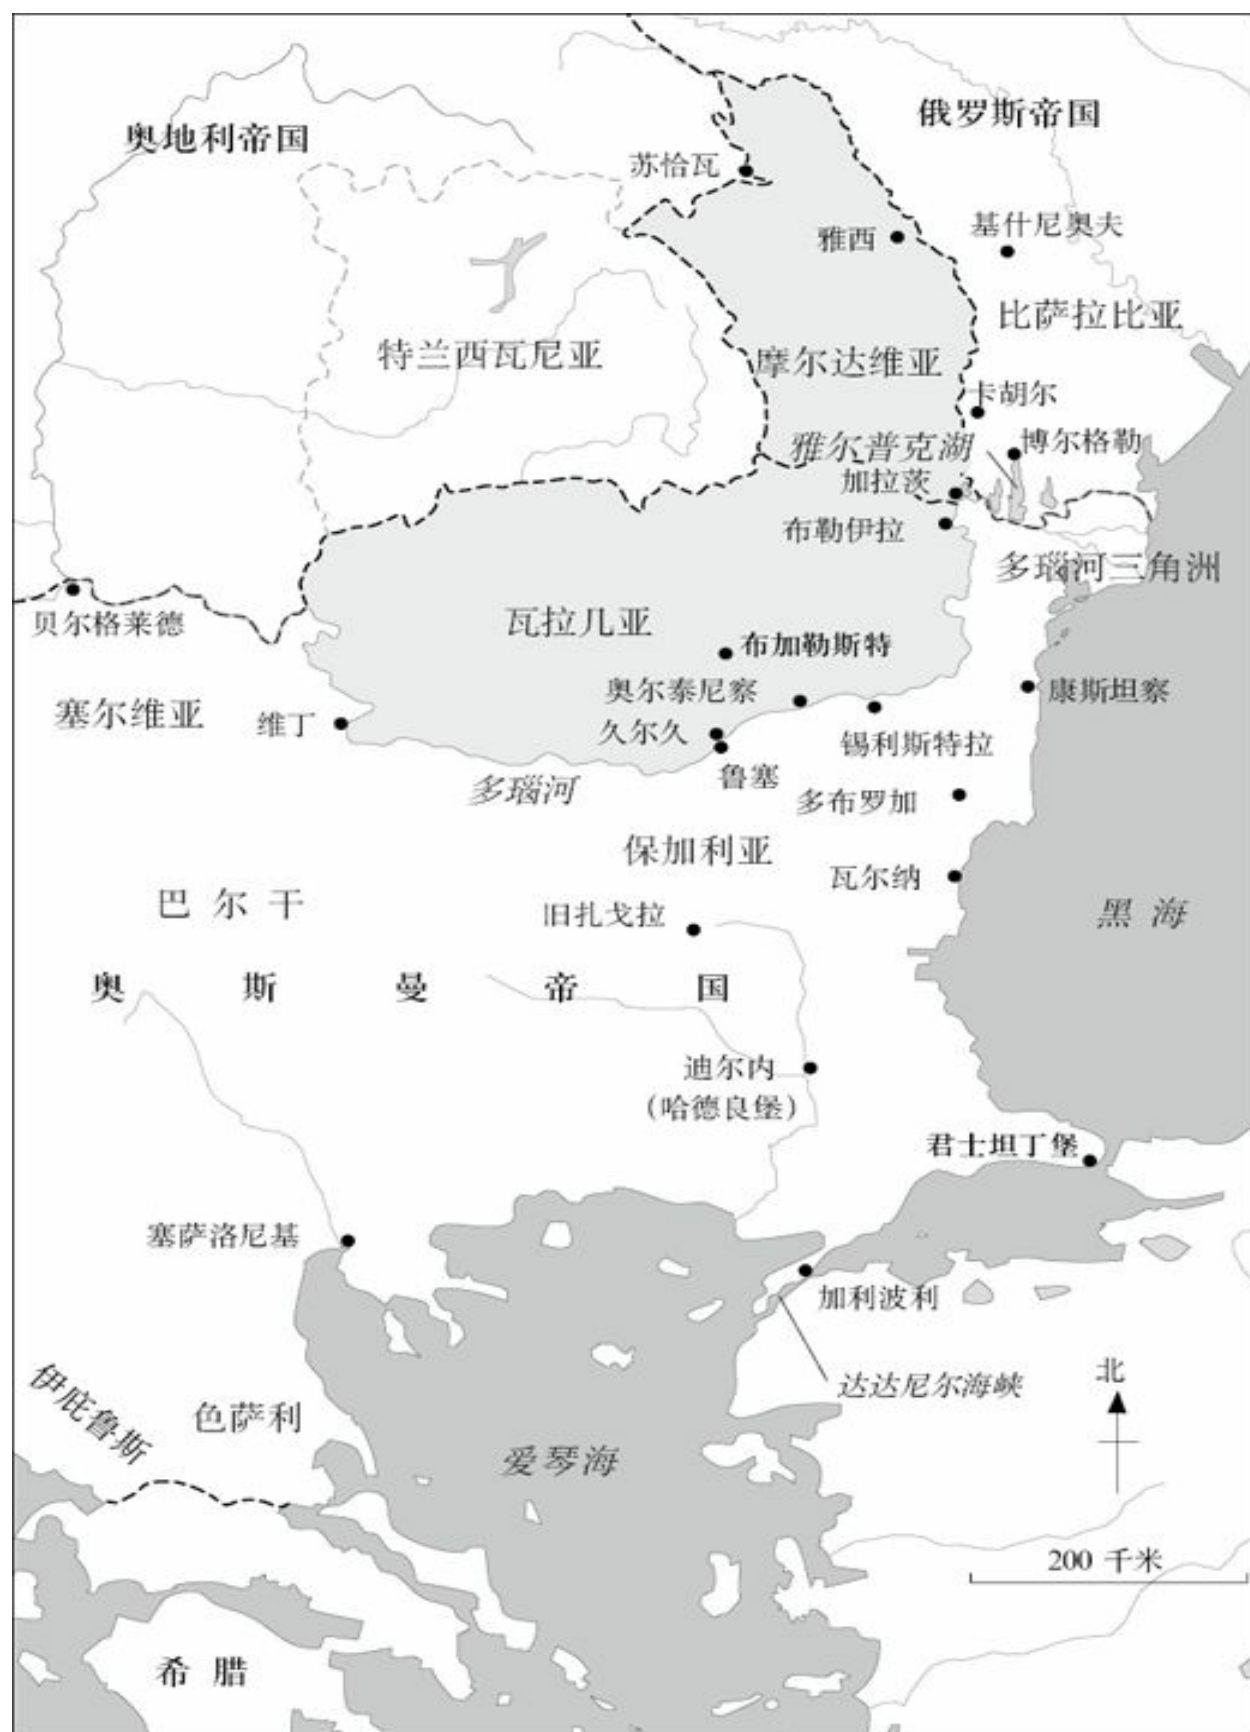 俄罗斯帝国
奥地利帝国
苏恰瓦
基什尼奥夫
雅西
比萨拉比亚
特兰西瓦尼亚
摩尔达维亚
卡胡尔
雅尔普克湖
博尔格勒
加拉茨
布勒伊拉
多瑙河三角洲
贝尔格莱德
瓦拉几亚
布加勒斯特
奥尔泰尼察
康斯坦察
塞尔维亚
维丁
久尔久
锡利斯特拉
鲁塞
多瑙河
多布罗加
保加利亚
瓦尔纳
巴尔干
旧扎戈拉
黑海
奥斯曼帝国
迪尔内
（哈德良堡）
君士坦丁堡
塞萨洛尼基
加利波利
达达尼尔海峡
北
伊庇鲁斯
色萨利
爱琴海
200 千米
希腊